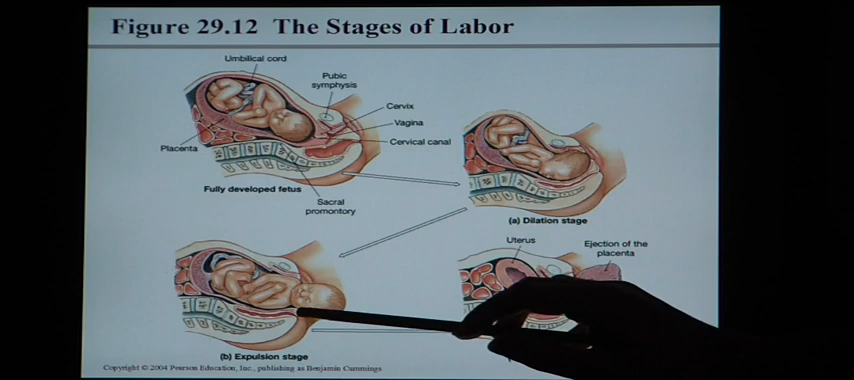 Figure 29.12 The Stages of Labor
Umbilical cord
Pubic
symphysis
Cervix
Vagina
Cervical canal
Placenta
Fully developed fetus
Sacral
promontory
(a) Dilation stage
Uterus
Ejection of the
placenta
(b) Expulsion stage
Copyright © 2004 Pearson Education, Inc., publishing as Benjamin Cummings